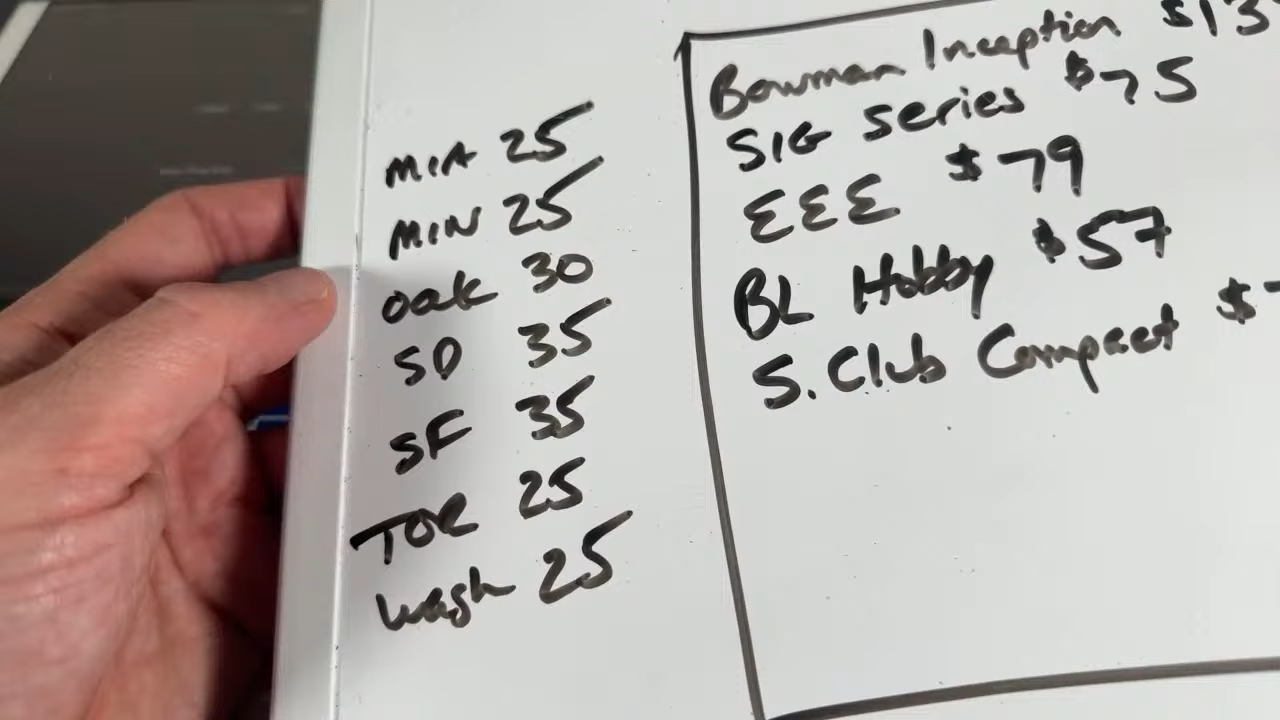 MIA 25
MIN 25
oak 30
SD 35
SF 35
TOR 25
Wash 25
Bowman Inception
SIG Series $75
EEE $79
BL Hobby $57
S. Club Compact